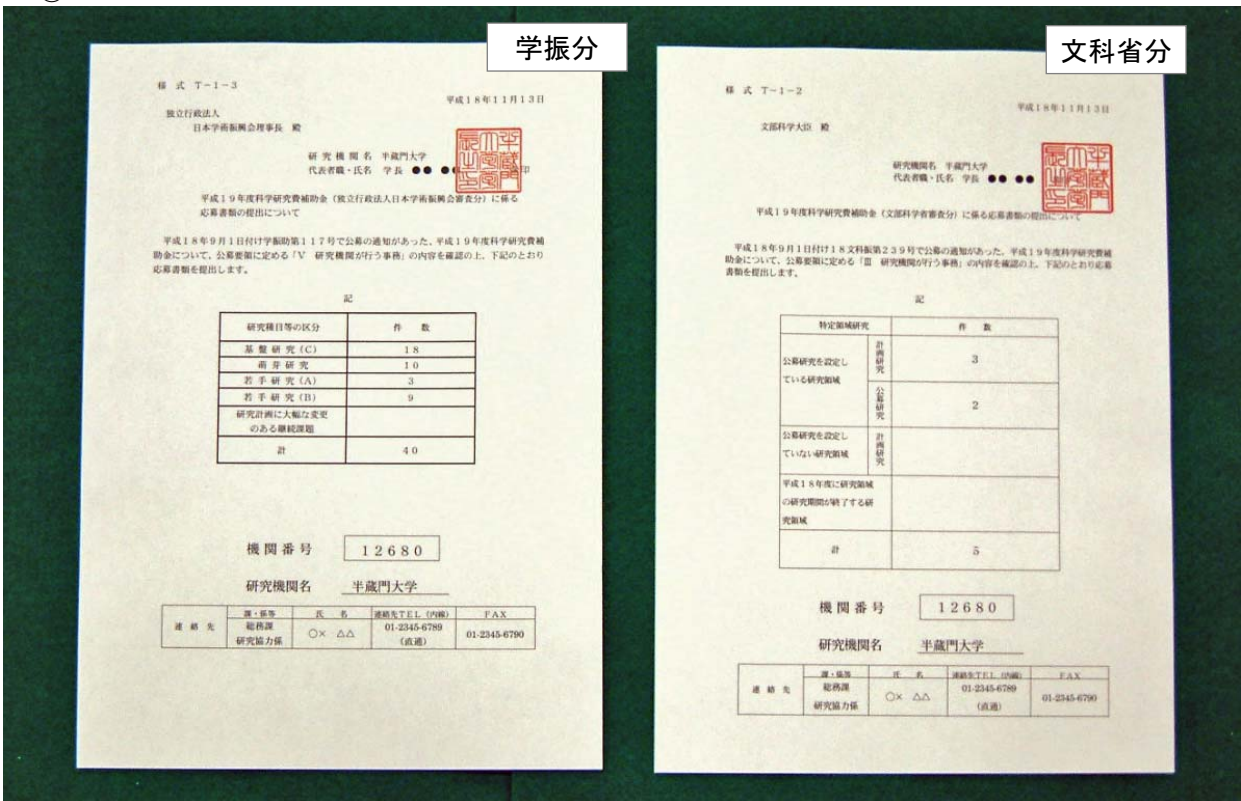 学振分
様 式 T－1－3
平成18年11月13日
独立行政法人
日本学術振興会理事長 殿
研 究 機 関 名 半蔵門大学
代表者職・氏名 学 長 ●● ●● 印
平成19年度科学研究費補助金（独立行政法人日本学術振興会審査分）に係る
応募書類の提出について
平成18年9月1日付け学振助第117号で公募の通知があった、平成19年度科学研究費補
助金について、公募要領に定める「Ⅴ 研究機関が行う事務」の内容を確認の上、下記のとおり
応募書類を提出します。
記
研究種目等の区分 件 数
基 盤 研 究（C） 18
萌 芽 研 究 10
若 手 研 究（A） 3
若 手 研 究（B） 9
研究計画に大幅な変更
のある継続課題
計 40
機 関 番 号 12680
研究機関名 半蔵門大学
連 絡 先
課・係等 氏 名 連絡先TEL（内線） FAX
総務課
研究協力係
○× △△
01-2345-6789
（直通）
01-2345-6790
文科省分
様 式 T－1－2
平成18年11月13日
文部科学大臣 殿
研究機関名 半蔵門大学
代表者職・氏名 学長 ●● ●●
平成19年度科学研究費補助金（文部科学省審査分）に係る応募書類の提出について
平成18年9月1日付け18文科振第239号で公募の通知があった、平成19年度科学研究費補
助金について、公募要領に定める「Ⅲ 研究機関が行う事務」の内容を確認の上、下記のとおり応募
書類を提出します。
記
特定領域研究 件 数
公募研究を設定し
ている研究領域
計画研究
3
公募研究
2
公募研究を設定し
ていない研究領域
計画研究
平成18年度に研究領域
の研究期間が終了する研
究領域
計 5
機 関 番 号 12680
研究機関名 半蔵門大学
連 絡 先
課・係等 氏 名 連絡先TEL（内線） FAX
総務課
研究協力係
○× △△
01-2345-6789
（直通）
01-2345-6790